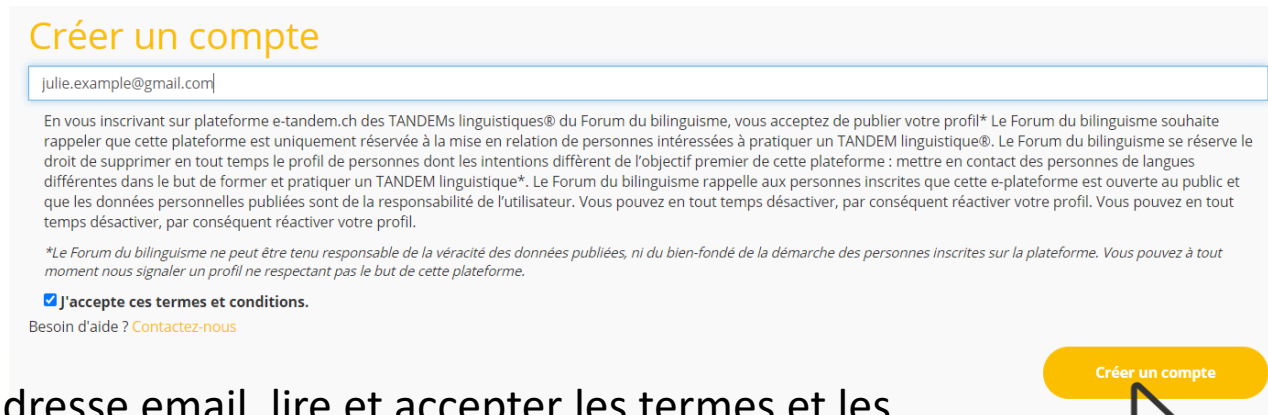 Créer un compte
julie.example@gmail.com
En vous inscrivant sur plateforme e-tandem.ch des TANDEMs linguistiques® du Forum du bilinguisme, vous acceptez de publier votre profil* Le Forum du bilinguisme souhaite
rappeler que cette plateforme est uniquement réservée à la mise en relation de personnes intéressées à pratiquer un TANDEM linguistique®. Le Forum du bilinguisme se réserve le
droit de supprimer en tout temps le profil de personnes dont les intentions diffèrent de l’objectif premier de cette plateforme : mettre en contact des personnes de langues
différentes dans le but de former et pratiquer un TANDEM linguistique*. Le Forum du bilinguisme rappelle aux personnes inscrites que cette e-plateforme est ouverte au public et
que les données personnelles publiées sont de la responsabilité de l’utilisateur. Vous pouvez en tout temps désactiver, par conséquent réactiver votre profil. Vous pouvez en tout
temps désactiver, par conséquent réactiver votre profil.
*Le Forum du bilinguisme ne peut être tenu responsable de la véracité des données publiées, ni du bien-fondé de la démarche des personnes inscrites sur la plateforme. Vous pouvez à tout
moment nous signaler un profil ne respectant pas le but de cette plateforme.
J'accepte ces termes et conditions.
Besoin d'aide ? Contactez-nous
Créer un compte
dresse email, lire et accepter les termes et les